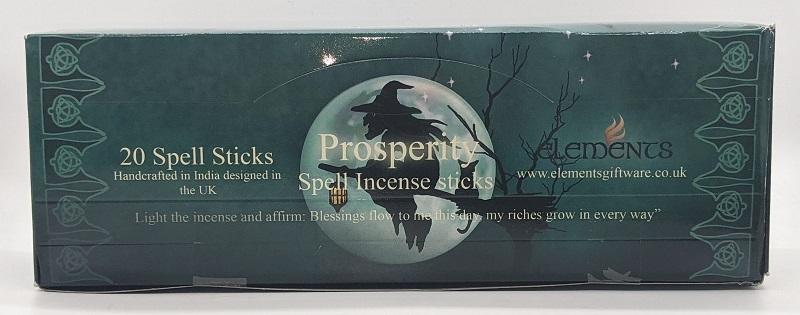 20 Spell Sticks
Handcrafted in India designed in
the UK
Prosperity
Spell Incense sticks
elements
www.elementsgiftware.co.uk
Light the incense and affirm: Blessings flow to me this day, my riches grow in every way”